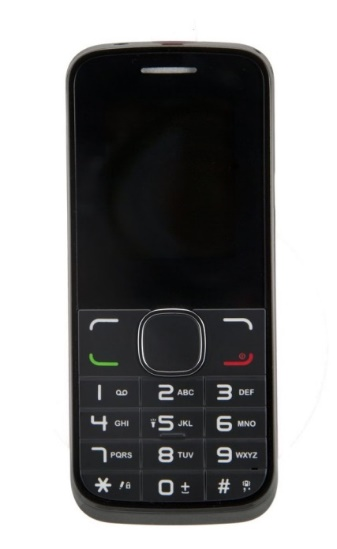 1
2 ABC
3 DEF
4 GHI
5 JKL
6 MNO
7 PQRS
8 TUV
9 WXYZ
* 
0 ±
#